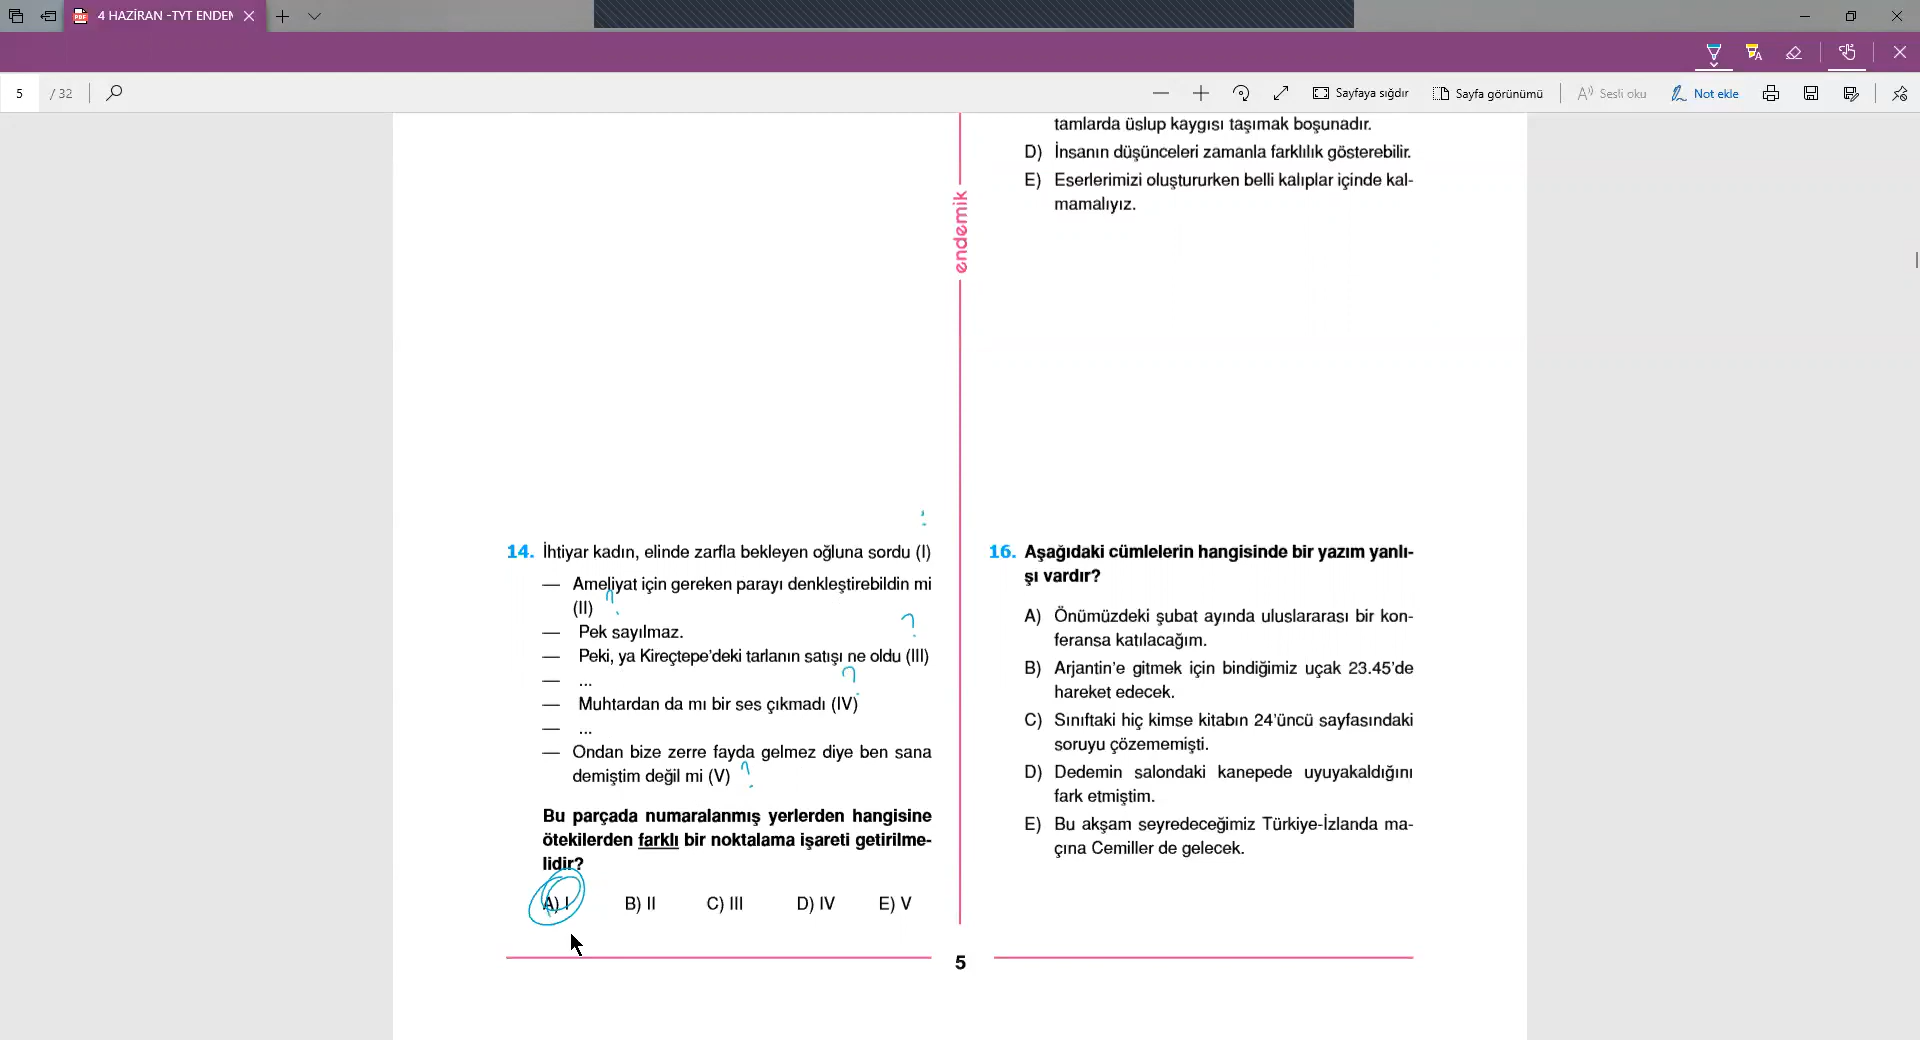 4 HAZİRAN -TYT ENDEM
5 / 32
Sayfaya sığdır
Sayfa görünümü
Sesli oku
Not ekle
tamlarda üslup kaygısı taşımak boşunadır.
D) İnsanın düşünceleri zamanla farklılık gösterebilir.
E) Eserlerimizi oluştururken belli kalıplar içinde kal-
mamalıyız.
endemik
:
14. İhtiyar kadın, elinde zarfla bekleyen oğluna sordu (I)
— Ameliyat için gereken parayı denkleştirebildin mi
(II) ?
— Pek sayılmaz.
?
— Peki, ya Kireçtepe'deki tarlanın satışı ne oldu (III)
— ...
?
— Muhtardan da mı bir ses çıkmadı (IV)
— ...
— Ondan bize zerre fayda gelmez diye ben sana
demiştim değil mi (V) ?
Bu parçada numaralanmış yerlerden hangisine
ötekilerden farklı bir noktalama işareti getirilme-
lidir?
A) I B) II C) III D) IV E) V
16. Aşağıdaki cümlelerin hangisinde bir yazım yanlı-
şı vardır?
A) Önümüzdeki şubat ayında uluslararası bir kon-
feransa katılacağım.
B) Arjantin'e gitmek için bindiğimiz uçak 23.45'de
hareket edecek.
C) Sınıftaki hiç kimse kitabın 24'üncü sayfasındaki
soruyu çözememişti.
D) Dedemin salondaki kanepede uyuyakaldığını
fark etmiştim.
E) Bu akşam seyredeceğimiz Türkiye-İzlanda ma-
çına Cemiller de gelecek.
5